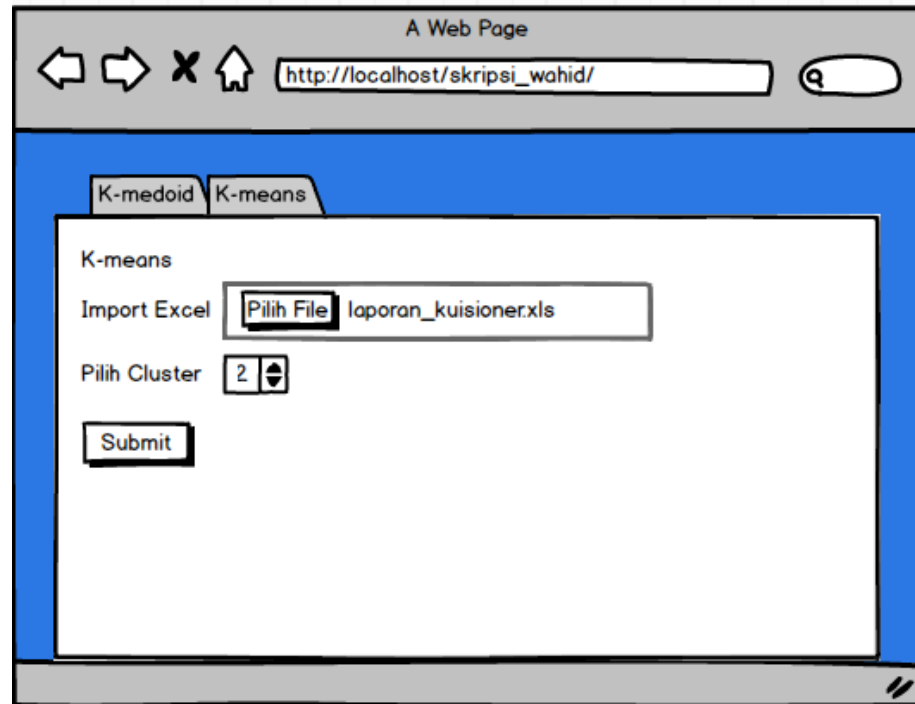 A Web Page
http://localhost/skripsi_wahid/
K-medoid K-means
K-means
Import Excel Pilih File laporan_kuisioner.xls
Pilih Cluster 2
Submit